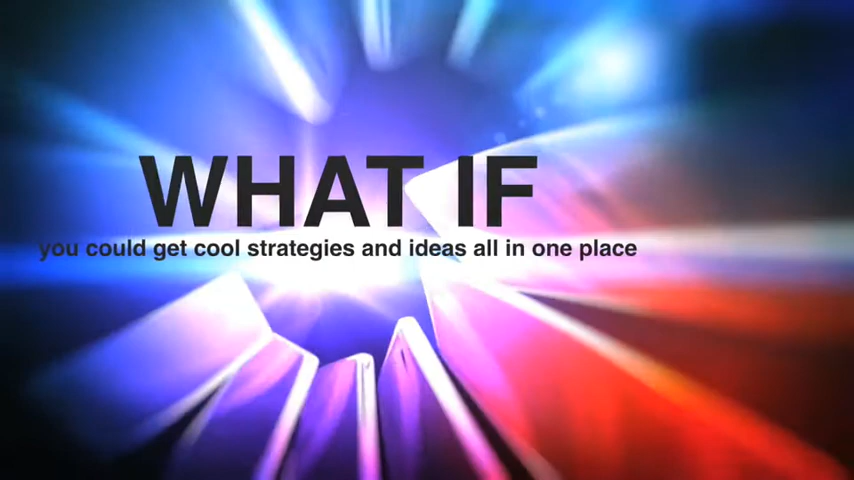 WHAT IF
you could get cool strategies and ideas all in one place